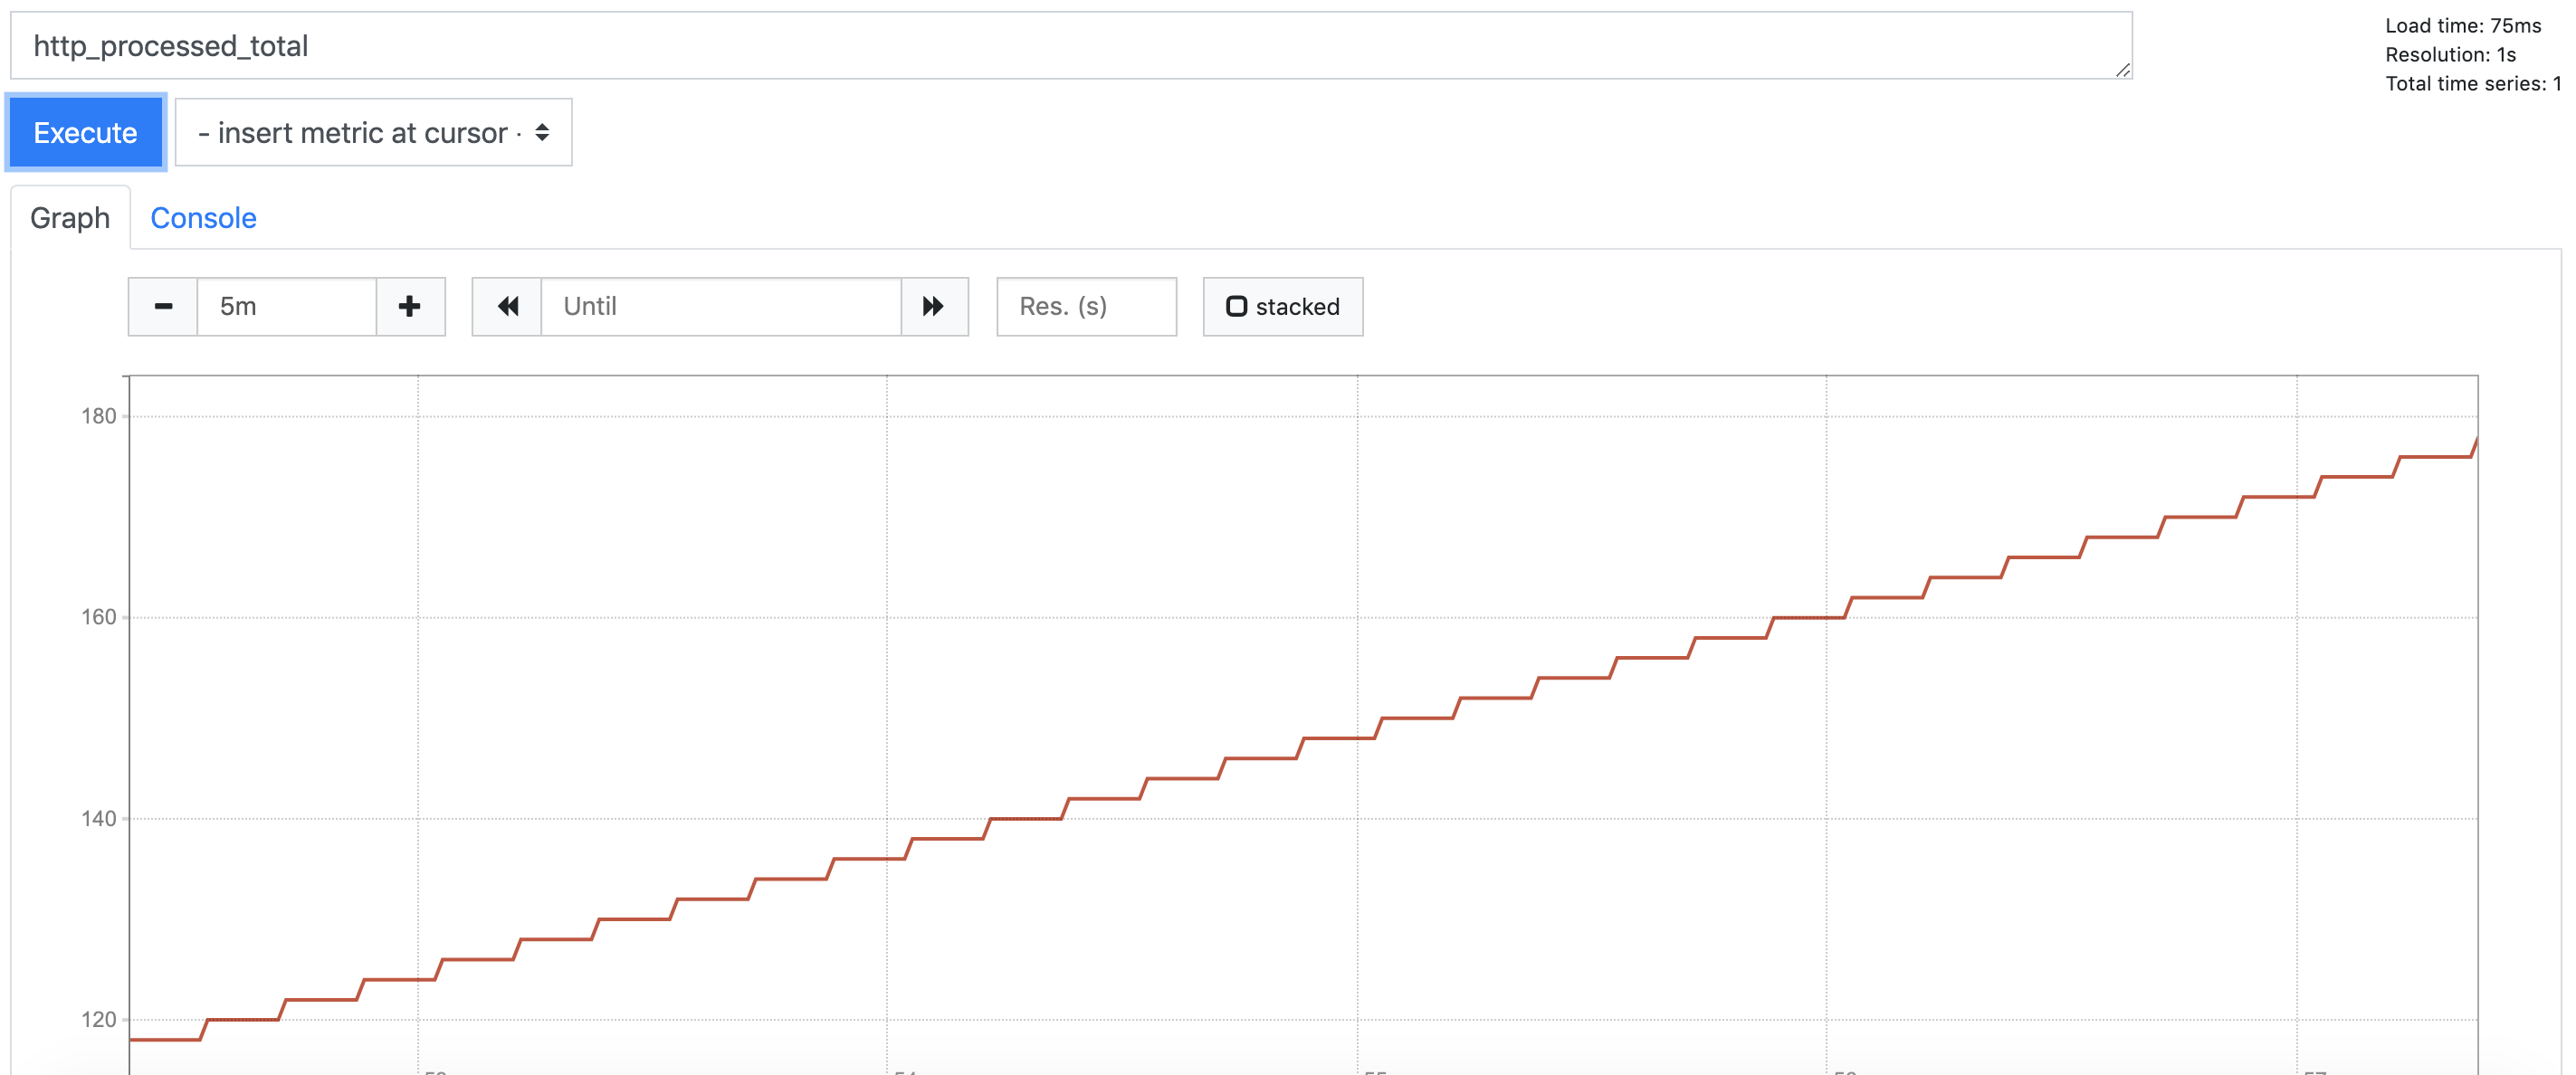 http_processed_total
Load time: 75ms
Resolution: 1s
Total time series: 1
Execute
- insert metric at cursor -
Graph
Console
5m
Until
Res. (s)
stacked
180
160
140
120